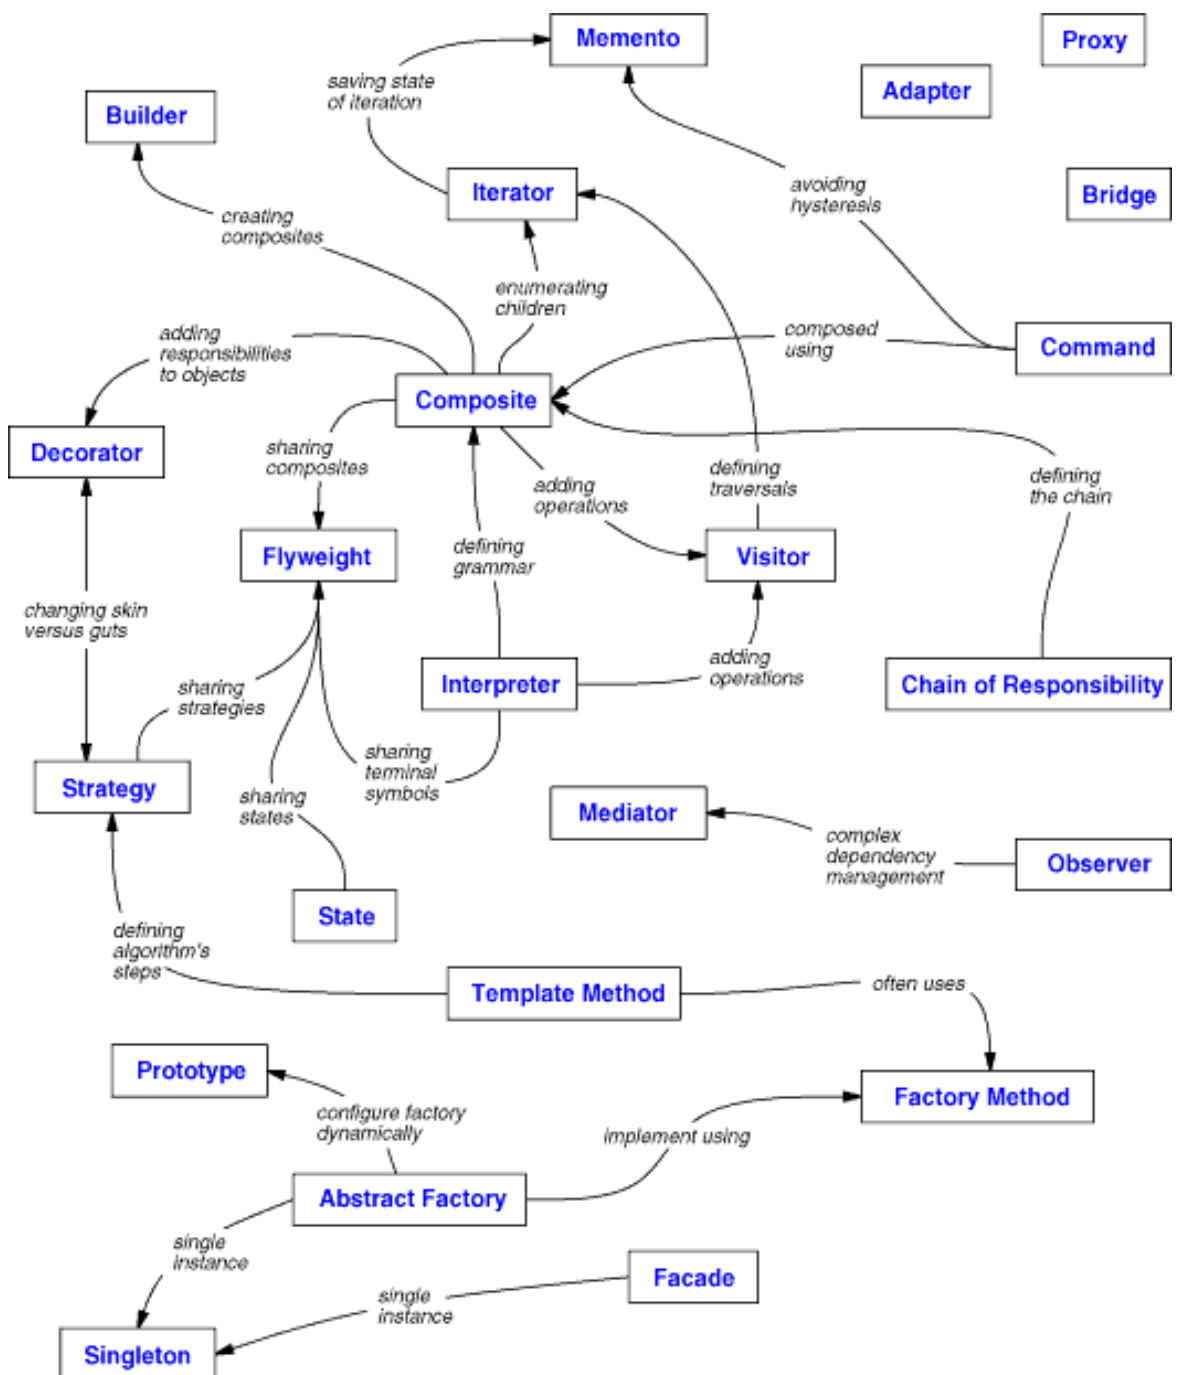 Memento
Proxy
saving state
of iteration
Adapter
Builder
Iterator
avoiding
hysteresis
Bridge
creating
composites
enumerating
children
adding
responsibilities
to objects
composed
using
Command
Composite
Decorator
sharing
composites
adding
operations
defining
traversals
defining
the chain
Flyweight
defining
grammar
Visitor
changing skin
versus guts
sharing
strategies
Interpreter
adding
operations
Chain of Responsibility
Strategy
sharing
states
sharing
terminal
symbols
Mediator
complex
dependency
management
Observer
State
defining
algorithm's
steps
Template Method
often uses
Prototype
configure factory
dynamically
implement using
Factory Method
Abstract Factory
single
instance
Facade
single
instance
Singleton